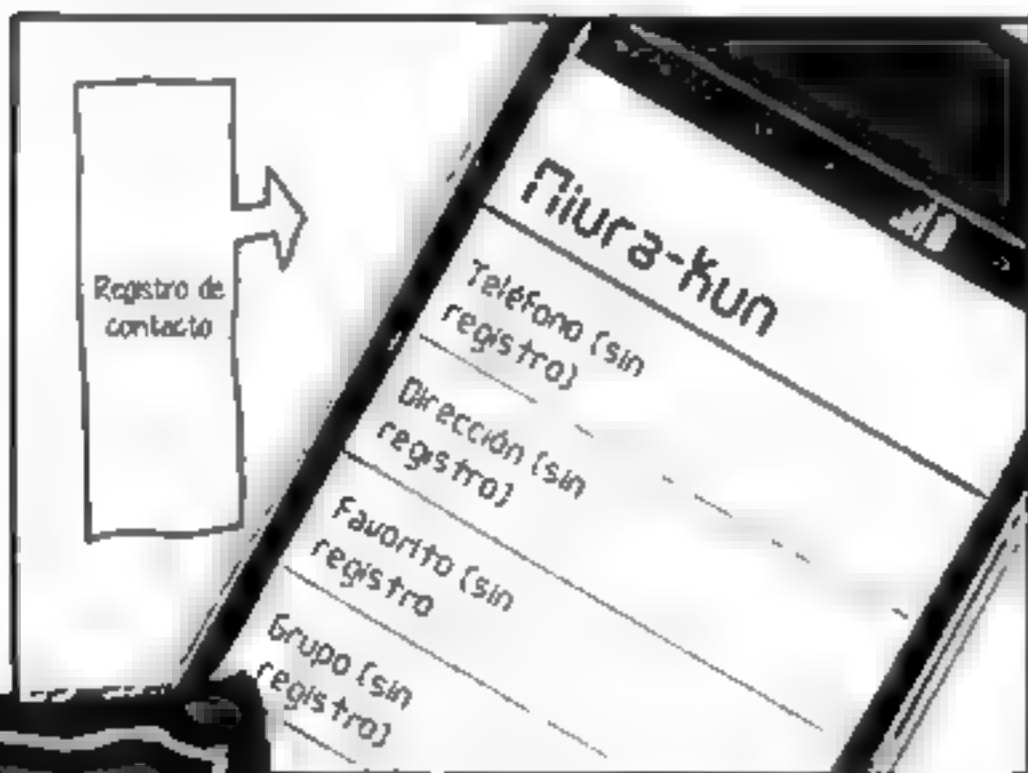 Registro de
contacto
Miura-Kun
Teléfono (sin
registro)
Dirección (sin
registro)
Favorito (sin
registro
Grupo (sin
registro)